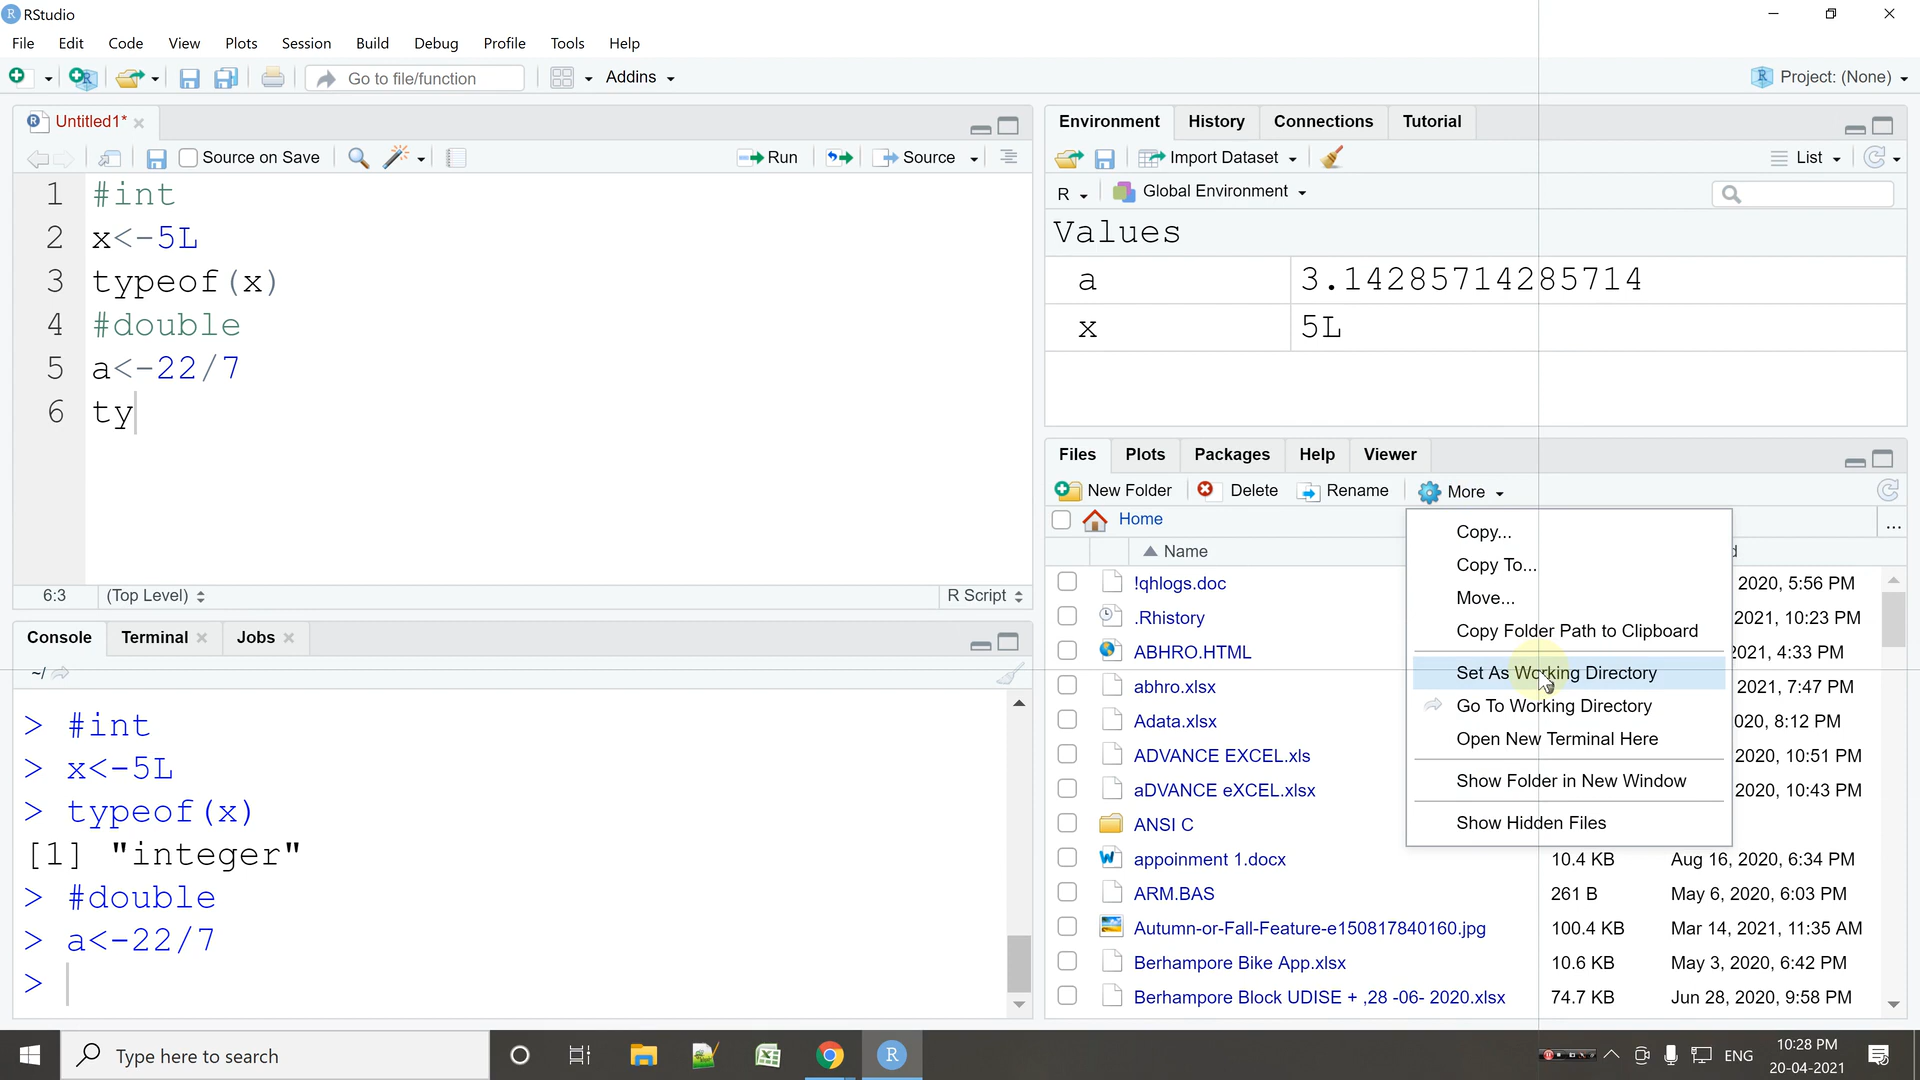 RStudio
File Edit Code View Plots Session Build Debug Profile Tools Help
Go to file/function Addins Project: (None)
Untitled1*
Source on Save Run Source
1 #int
2 x<-5L
3 typeof(x)
4 #double
5 a<-22/7
6 ty
6:3 (Top Level) R Script
Console Terminal Jobs
~/
> #int
> x<-5L
> typeof(x)
[1] "integer"
> #double
> a<-22/7
>
Environment History Connections Tutorial
Import Dataset List
R Global Environment
Values
a 3.14285714285714
x 5L
Files Plots Packages Help Viewer
New Folder Delete Rename More
Home ...
Name
!qhlogs.doc 2020, 5:56 PM
.Rhistory 2021, 10:23 PM
ABHRO.HTML 2021, 4:33 PM
abhro.xlsx 2021, 7:47 PM
Adata.xlsx 020, 8:12 PM
ADVANCE EXCEL.xls 2020, 10:51 PM
aDVANCE eXCEL.xlsx 2020, 10:43 PM
ANSI C
appoinment 1.docx 10.4 KB Aug 16, 2020, 6:34 PM
ARM.BAS 261 B May 6, 2020, 6:03 PM
Autumn-or-Fall-Feature-e150817840160.jpg 100.4 KB Mar 14, 2021, 11:35 AM
Berhampore Bike App.xlsx 10.6 KB May 3, 2020, 6:42 PM
Berhampore Block UDISE + ,28 -06- 2020.xlsx 74.7 KB Jun 28, 2020, 9:58 PM
Copy...
Copy To...
Move...
Copy Folder Path to Clipboard
Set As Working Directory
Go To Working Directory
Open New Terminal Here
Show Folder in New Window
Show Hidden Files
Type here to search
ENG
10:28 PM
20-04-2021